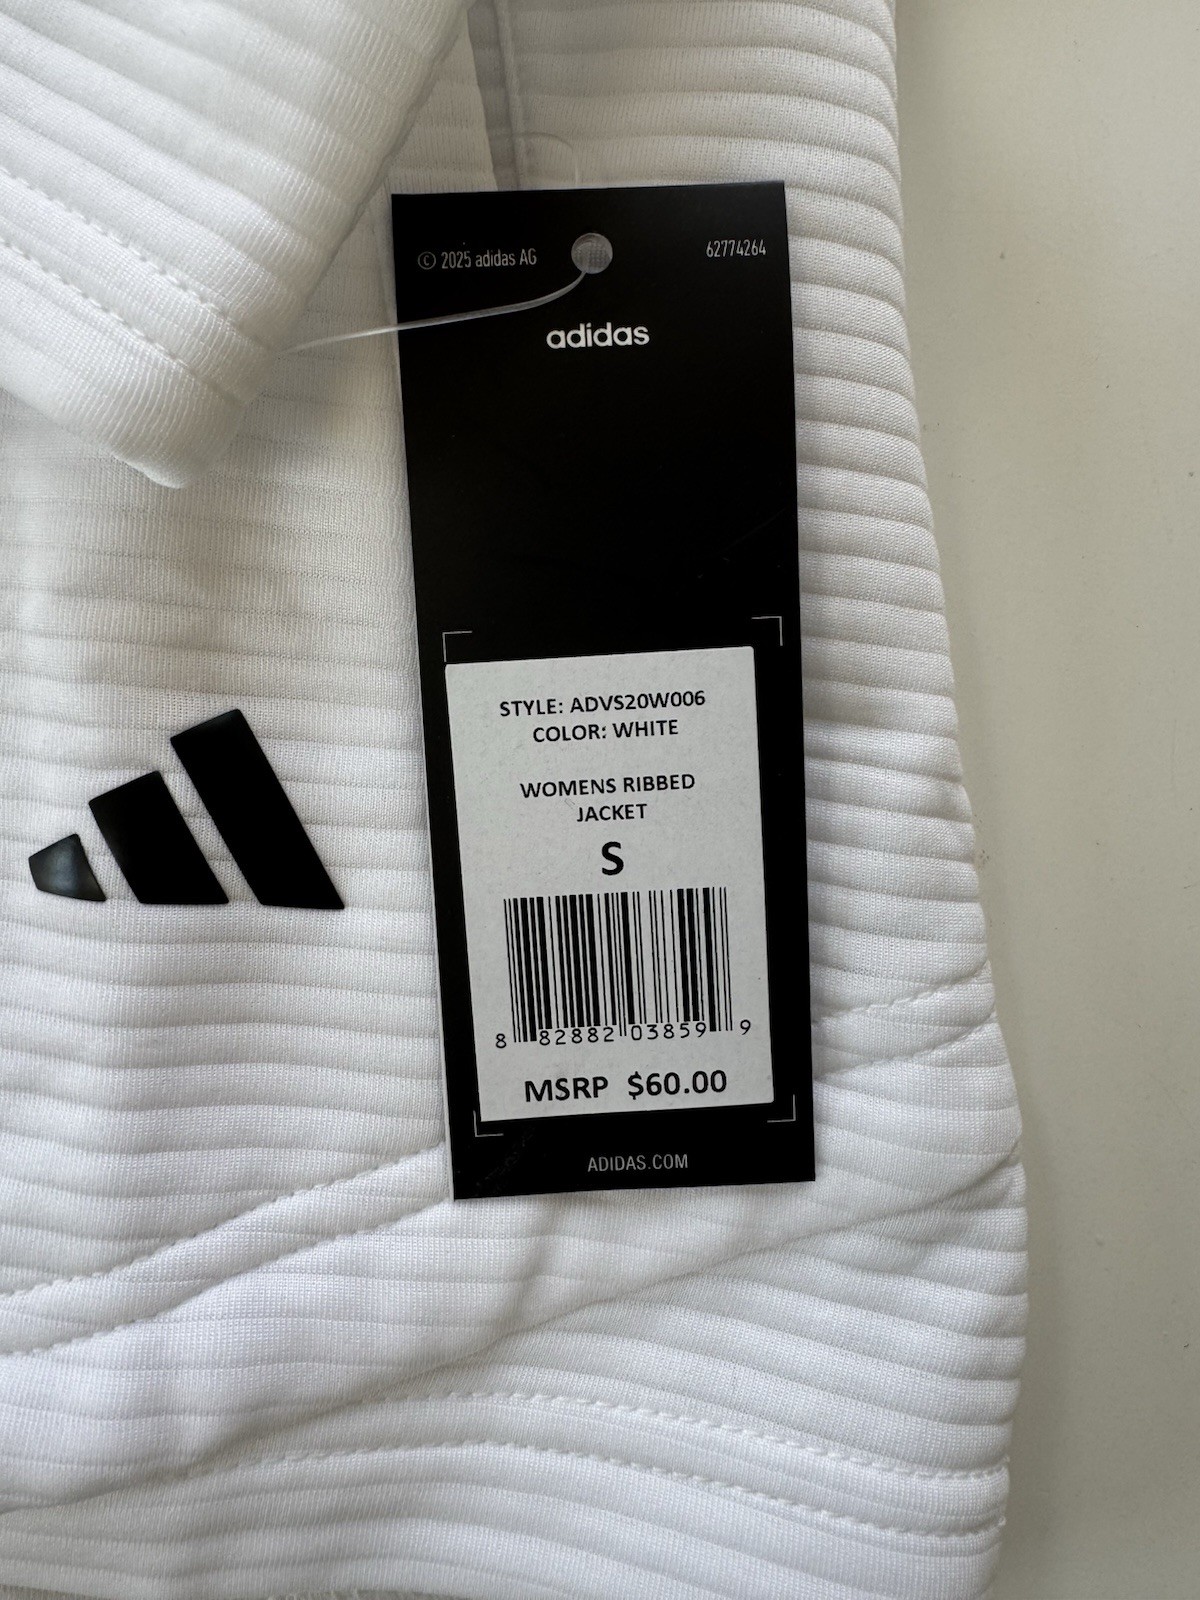 © 2025 adidas AG
62774264
adidas
STYLE: ADVS20W006
COLOR: WHITE
WOMENS RIBBED
JACKET
S
8 82882 03859 9
MSRP $60.00
ADIDAS.COM